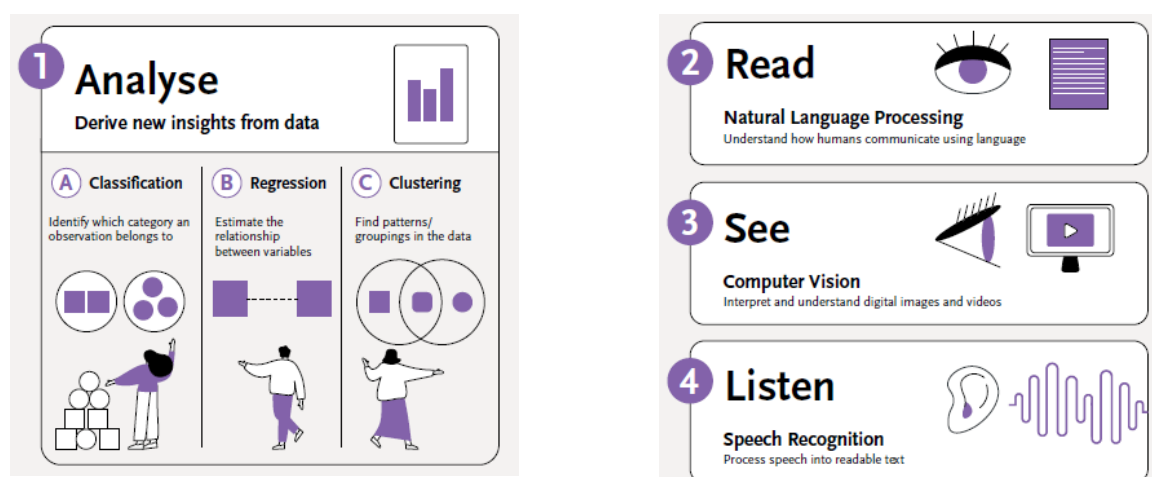 1
Analyse
Derive new insights from data
A Classification
Identify which category an
observation belongs to
B Regression
Estimate the
relationship
between variables
C Clustering
Find patterns/
groupings in the data
2
Read
Natural Language Processing
Understand how humans communicate using language
3
See
Computer Vision
Interpret and understand digital images and videos
4
Listen
Speech Recognition
Process speech into readable text